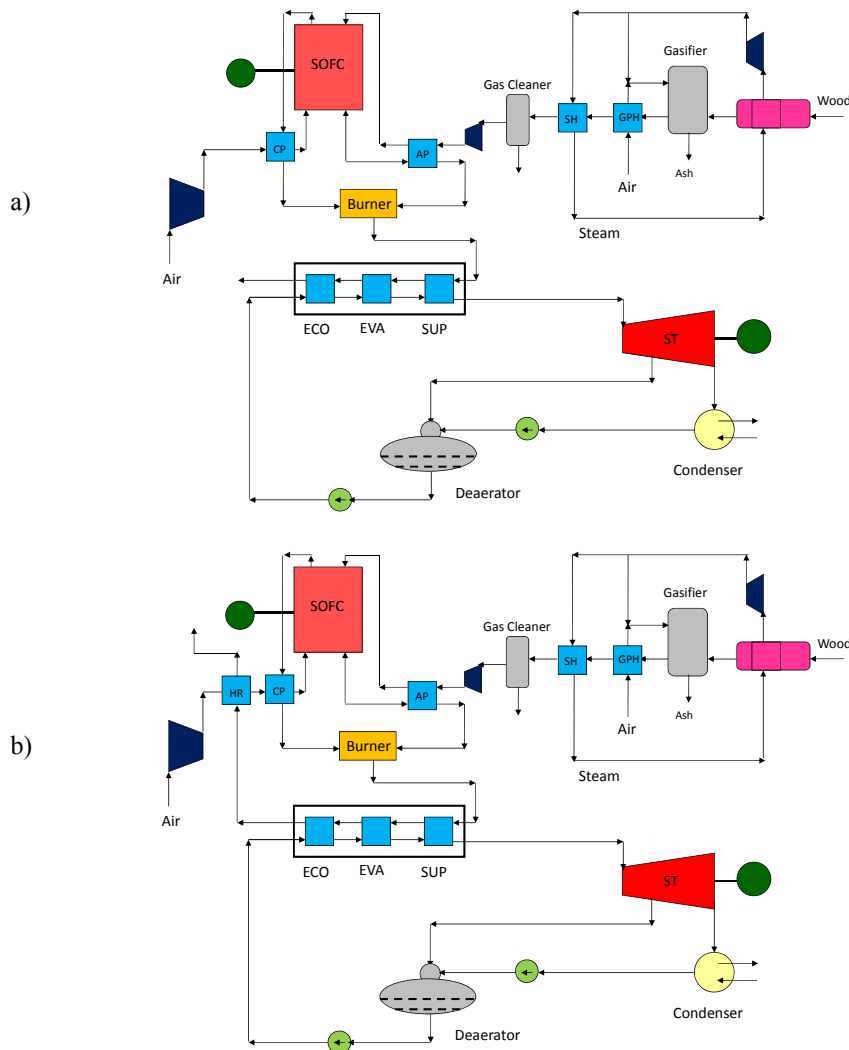 a)
SOFC
Gasifier
Gas Cleaner
Wood
CP
AP
SH
GPH
Air
Ash
Burner
Steam
Air
ECO
EVA
SUP
ST
Condenser
Deaerator
b)
SOFC
Gasifier
Gas Cleaner
Wood
HR
CP
AP
SH
GPH
Air
Ash
Burner
Steam
Air
ECO
EVA
SUP
ST
Condenser
Deaerator